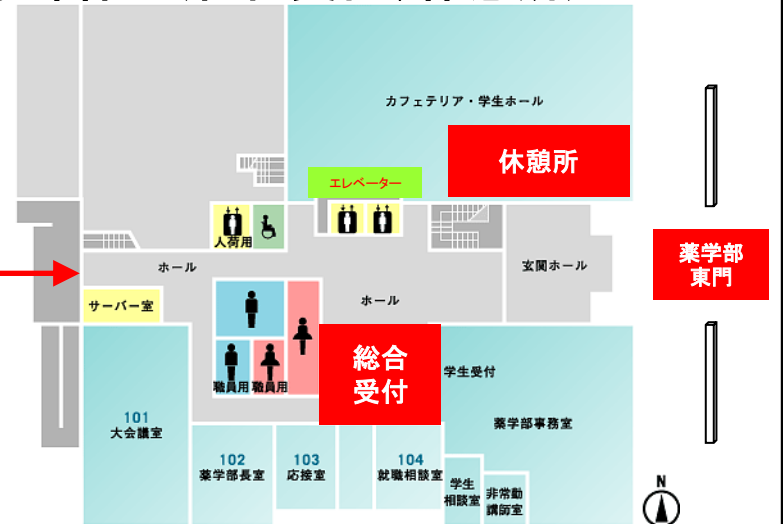 カフェテリア・学生ホール
休憩所
エレベーター
人荷用
ホール
玄関ホール
薬学部
東門
サーバー室
ホール
職員用
職員用
総合
受付
学生受付
薬学部事務室
101
大会議室
102
薬学部長室
103
応接室
104
就職相談室
学生
相談室
非常勤
講師室
N